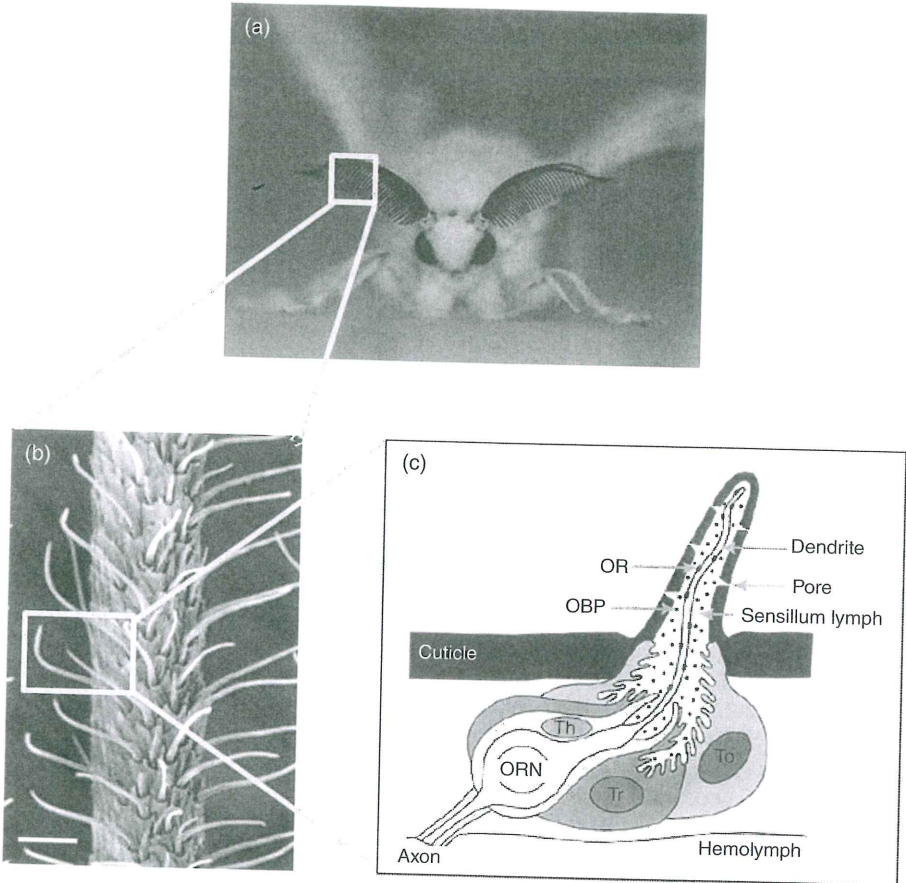 (a)
(b)
(c)
OR
Dendrite
OBP
Pore
Sensillum lymph
Cuticle
Th
ORN
To
Tr
Axon
Hemolymph